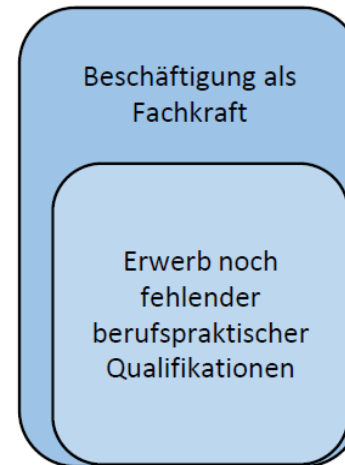 Beschäftigung als
Fachkraft
Erwerb noch
fehlender
berufspraktischer
Qualifikationen